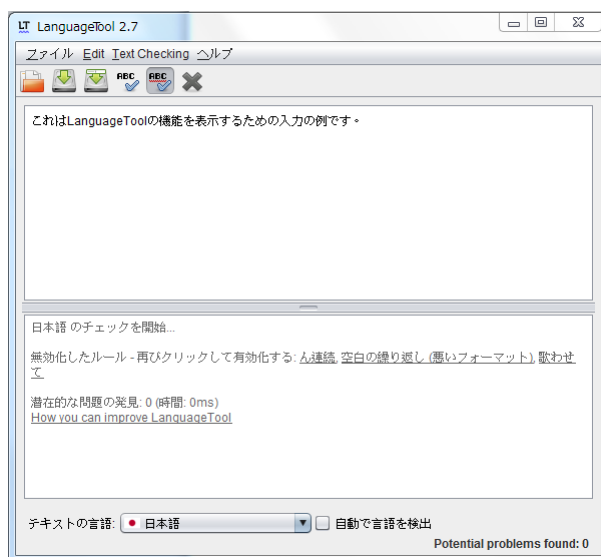 LT LanguageTool 2.7
ファイル Edit Text Checking ヘルプ
ABC ABC
これはLanguageToolの機能を表示するための入力の例です。
日本語 のチェックを開始...
無効化したルール - 再びクリックして有効化する: ん連続, 空白の繰り返し (悪いフォーマット), 歌わせ
て
潜在的な問題の発見: 0 (時間: 0ms)
How you can improve LanguageTool
テキストの言語: 日本語 自動で言語を検出
Potential problems found: 0